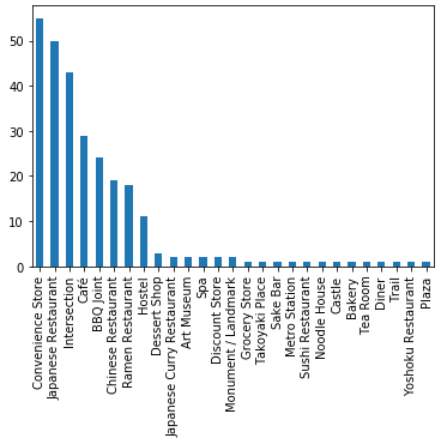 50
40
30
20
10
0
Convenience Store
Japanese Restaurant
Intersection
Café
BBQ Joint
Chinese Restaurant
Ramen Restaurant
Hostel
Dessert Shop
Japanese Curry Restaurant
Art Museum
Spa
Discount Store
Monument / Landmark
Grocery Store
Takoyaki Place
Sake Bar
Metro Station
Sushi Restaurant
Noodle House
Castle
Bakery
Tea Room
Diner
Trail
Yoshoku Restaurant
Plaza